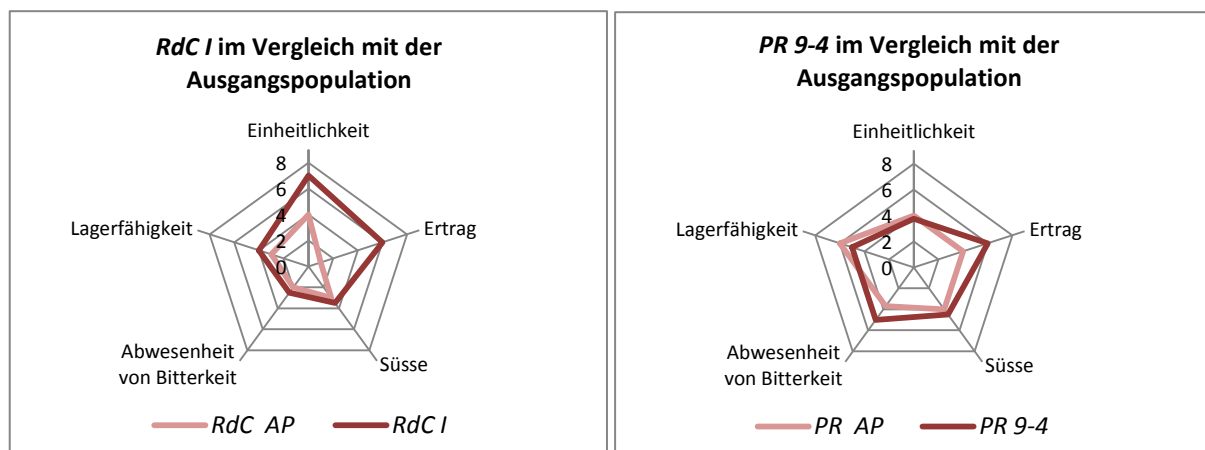 RdC I im Vergleich mit der
Ausgangspopulation
Einheitlichkeit
8
6
4
2
0
Lagerfähigkeit
Ertrag
Abwesenheit
von Bitterkeit
Süsse
RdC AP
RdC I
PR 9-4 im Vergleich mit der
Ausgangspopulation
Einheitlichkeit
8
6
4
2
0
Lagerfähigkeit
Ertrag
Abwesenheit
von Bitterkeit
Süsse
PR AP
PR 9-4